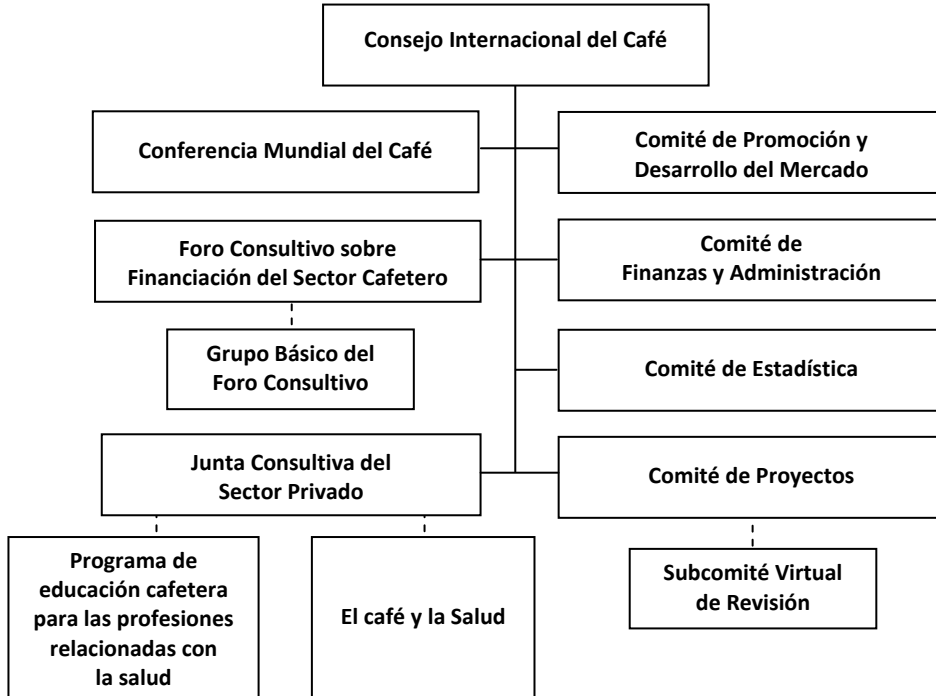 Consejo Internacional del Café
Conferencia Mundial del Café
Comité de Promoción y
Desarrollo del Mercado
Foro Consultivo sobre
Financiación del Sector Cafetero
Comité de
Finanzas y Administración
Grupo Básico del
Foro Consultivo
Comité de Estadística
Junta Consultiva del
Sector Privado
Comité de Proyectos
Programa de
educación cafetera
para las profesiones
relacionadas con
la salud
El café y la Salud
Subcomité Virtual
de Revisión